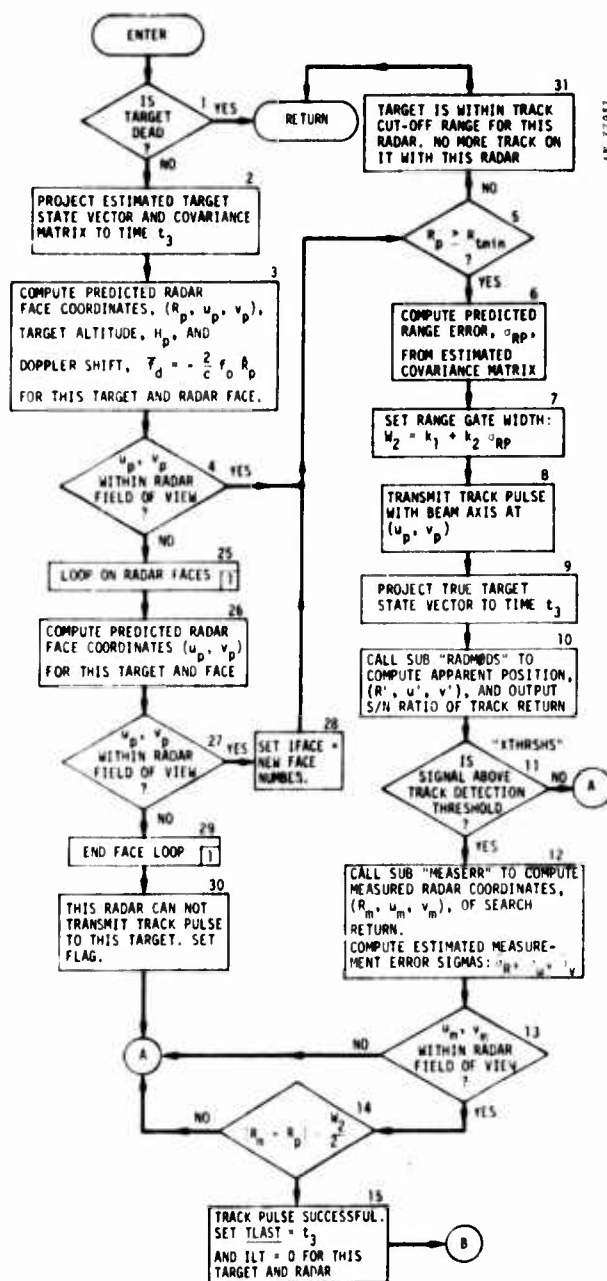 ENTER
IS
TARGET
DEAD
?
1
YES
NO
RETURN
2
PROJECT ESTIMATED TARGET
STATE VECTOR AND COVARIANCE
MATRIX TO TIME t₃
3
COMPUTE PREDICTED RADAR
FACE COORDINATES, (Rₚ, uₚ, vₚ),
TARGET ALTITUDE, Hₚ, AND
DOPPLER SHIFT, f̄_d = - 2/c f₀ Ṙₚ
FOR THIS TARGET AND RADAR FACE.
uₚ, vₚ
WITHIN RADAR
FIELD OF VIEW
?
4
YES
NO
25
LOOP ON RADAR FACES
26
COMPUTE PREDICTED RADAR
FACE COORDINATES (uₚ, vₚ)
FOR THIS TARGET AND FACE
uₚ, vₚ
WITHIN RADAR
FIELD OF VIEW
?
27
YES
NO
28
SET IFACE =
NEW FACE
NUMBER.
29
END FACE LOOP
30
THIS RADAR CAN NOT
TRANSMIT TRACK PULSE
TO THIS TARGET. SET
FLAG.
A
31
TARGET IS WITHIN TRACK
CUT-OFF RANGE FOR THIS
RADAR. NO MORE TRACK ON
IT WITH THIS RADAR
NO
5
Rₚ ≥ R_tmin
?
YES
6
COMPUTE PREDICTED
RANGE ERROR, σ_RP,
FROM ESTIMATED
COVARIANCE MATRIX
7
SET RANGE GATE WIDTH:
W₂ = k₁ + k₂ σ_RP
8
TRANSMIT TRACK PULSE
WITH BEAM AXIS AT
(uₚ, vₚ)
9
PROJECT TRUE TARGET
STATE VECTOR TO TIME t₃
10
CALL SUB "RADMØDS" TO
COMPUTE APPARENT POSITION,
(R', u', v'), AND OUTPUT
S/N RATIO OF TRACK RETURN
"XTHRSHS"
IS
SIGNAL ABOVE
TRACK DETECTION
THRESHOLD
?
11
NO
A
YES
12
CALL SUB "MEASERR" TO COMPUTE
MEASURED RADAR COORDINATES,
(Rₘ, uₘ, vₘ), OF SEARCH
RETURN.
COMPUTE ESTIMATED MEASURE-
MENT ERROR SIGMAS:
uₘ, vₘ
WITHIN RADAR
FIELD OF VIEW
?
13
NO
YES
14
Rₘ - Rₚ W₂/2
NO
15
TRACK PULSE SUCCESSFUL.
SET TLAST = t₃
AND ILT = 0 FOR THIS
TARGET AND RADAR
B